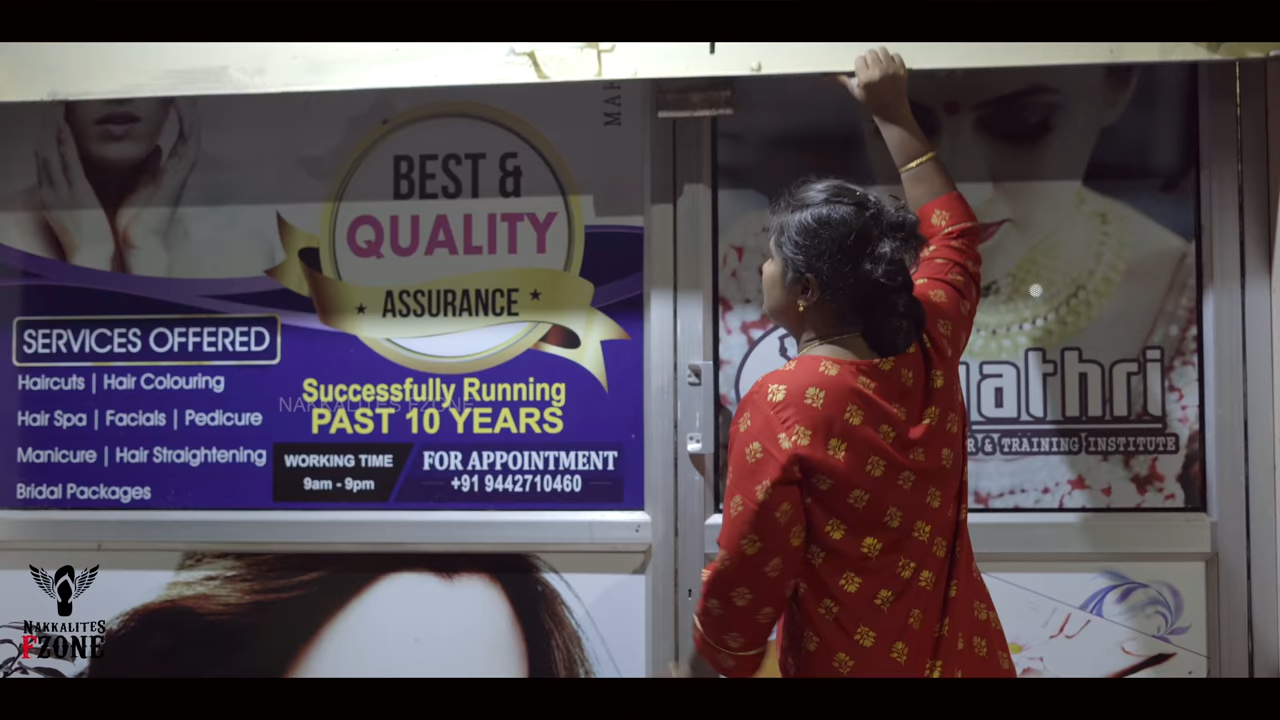 BEST &
QUALITY
ASSURANCE
SERVICES OFFERED
Haircuts | Hair Colouring
Hair Spa | Facials | Pedicure
Manicure | Hair Straightening
Bridal Packages
Successfully Running
PAST 10 YEARS
NAKKALITES FZONE
WORKING TIME
9am - 9pm
FOR APPOINTMENT
+91 9442710460
athri
& TRAINING INSTITUTE
NAKKALITES
FZONE